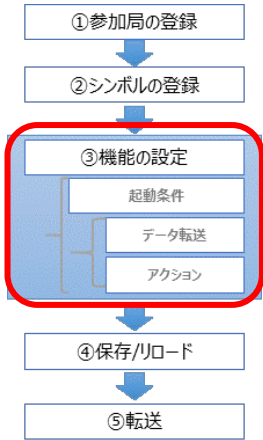 ①参加局の登録
②シンボルの登録
③機能の設定
起動条件
データ転送
アクション
④保存/リロード
⑤転送